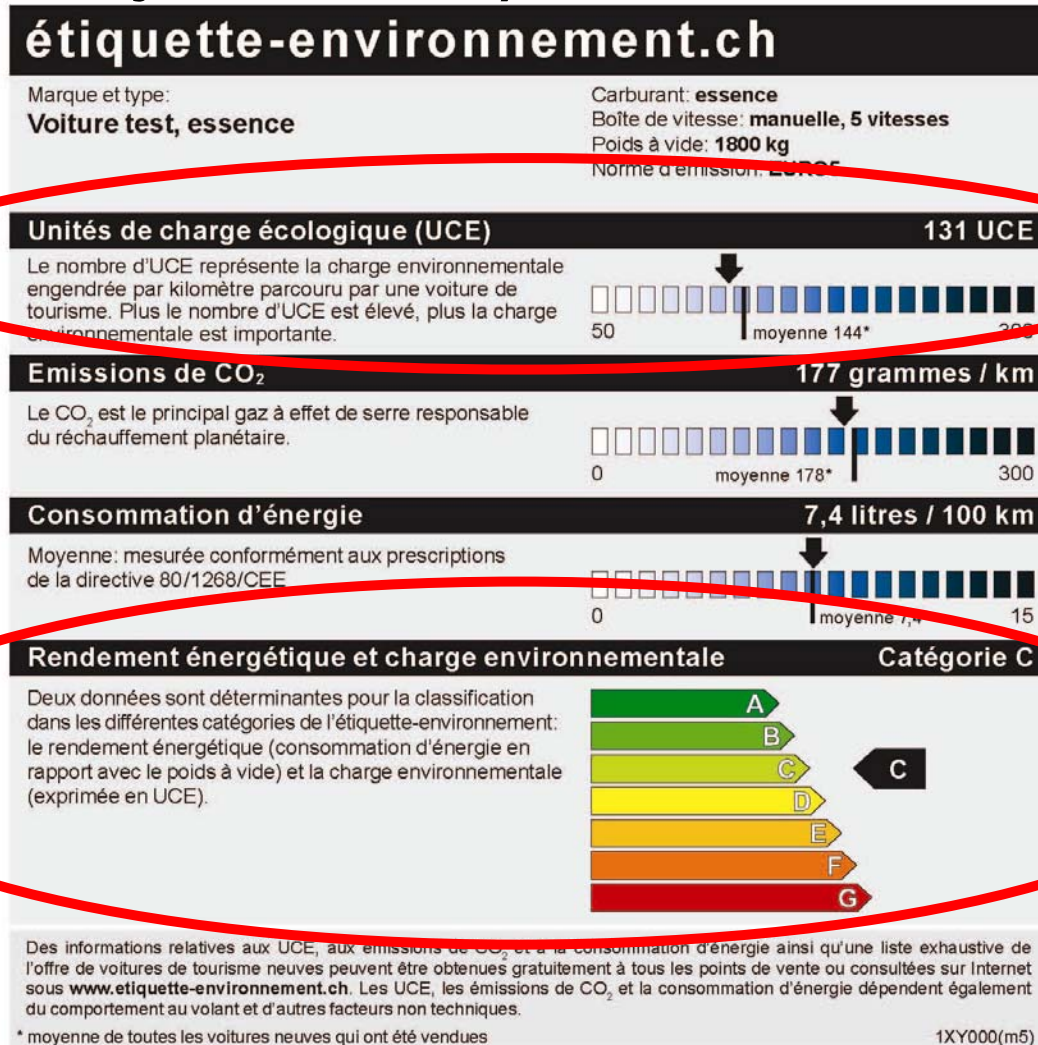 étiquette-environnement.ch
Marque et type:
Voiture test, essence
Carburant: essence
Boîte de vitesse: manuelle, 5 vitesses
Poids à vide: 1800 kg
Norme d'émission: EURO5
Unités de charge écologique (UCE) 131 UCE
Le nombre d'UCE représente la charge environnementale
engendrée par kilomètre parcouru par une voiture de
tourisme. Plus le nombre d'UCE est élevé, plus la charge
environnementale est importante.
50 moyenne 144*
Emissions de CO₂ 177 grammes / km
Le CO₂ est le principal gaz à effet de serre responsable
du réchauffement planétaire.
0 moyenne 178* 300
Consommation d'énergie 7,4 litres / 100 km
Moyenne: mesurée conformément aux prescriptions
de la directive 80/1268/CEE
0 moyenne 7,4 15
Rendement énergétique et charge environnementale Catégorie C
Deux données sont déterminantes pour la classification
dans les différentes catégories de l'étiquette-environnement:
le rendement énergétique (consommation d'énergie en
rapport avec le poids à vide) et la charge environnementale
(exprimée en UCE).
A
B
C C
D
E
F
G
Des informations relatives aux UCE, aux émissions de CO₂ et à la consommation d'énergie ainsi qu'une liste exhaustive de
l'offre de voitures de tourisme neuves peuvent être obtenues gratuitement à tous les points de vente ou consultées sur Internet
sous www.etiquette-environnement.ch. Les UCE, les émissions de CO₂ et la consommation d'énergie dépendent également
du comportement au volant et d'autres facteurs non techniques.
* moyenne de toutes les voitures neuves qui ont été vendues 1XY000(m5)